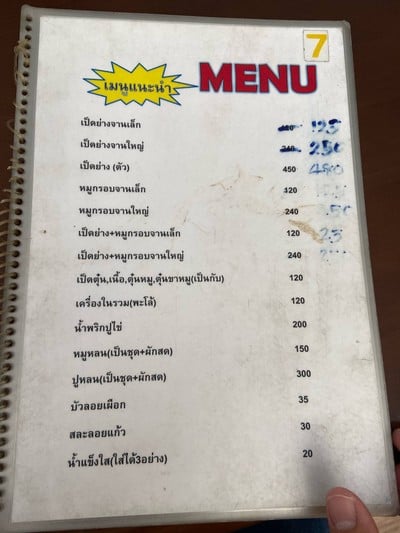 7
เมนูแนะนำ MENU
เป็ดย่างจานเล็ก 125
เป็ดย่างจานใหญ่ 240 250
เป็ดย่าง (ตัว) 450
หมูกรอบจานเล็ก 120
หมูกรอบจานใหญ่ 240
เป็ดย่าง+หมูกรอบจานเล็ก 120
เป็ดย่าง+หมูกรอบจานใหญ่ 240
เป็ดตุ๋น,เนื้อ,ตุ๋นหมู,ตุ๋นขาหมู(เป็นกับ) 120
เครื่องในรวม(พะโล้) 120
น้ำพริกปูไข่ 200
หมูหลน(เป็นชุด+ผักสด) 150
ปูหลน(เป็นชุด+ผักสด) 300
บัวลอยเผือก 35
สละลอยแก้ว 30
น้ำแข็งใส(ใส่ได้3อย่าง) 20